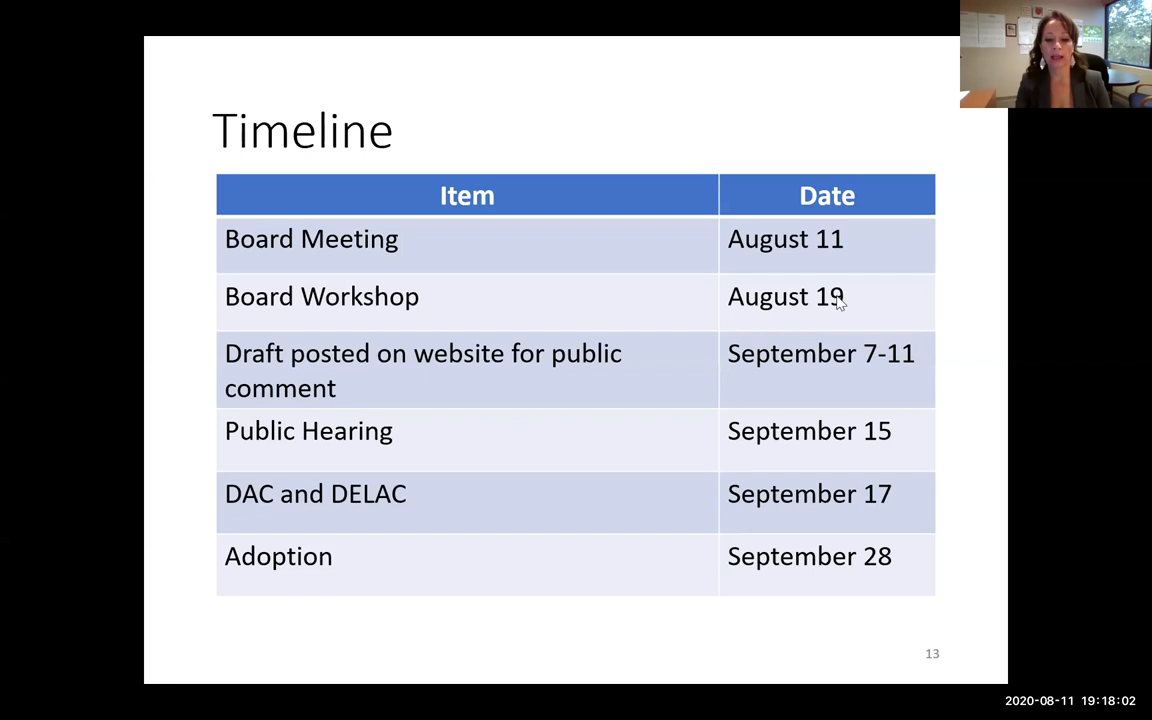 Timeline
Item Date
Board Meeting August 11
Board Workshop August 19
Draft posted on website for public September 7-11
comment
Public Hearing September 15
DAC and DELAC September 17
Adoption September 28
13
2020-08-11 19:18:02